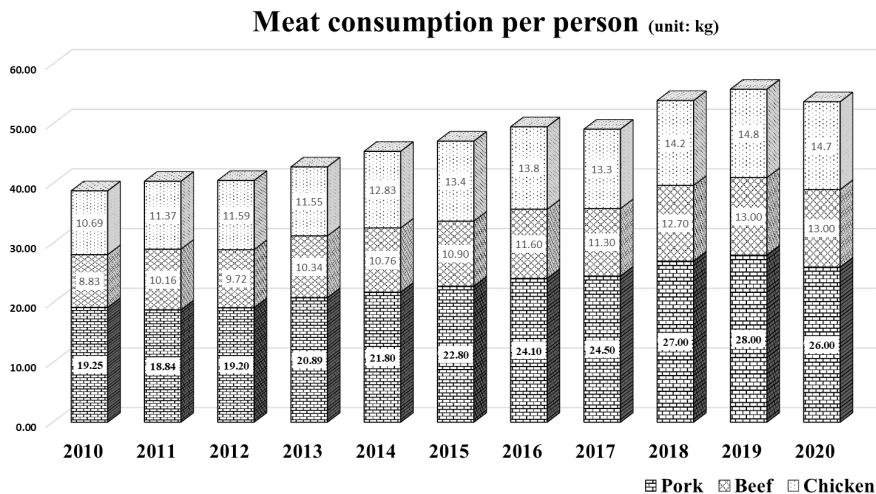 Meat consumption per person (unit: kg)
60.00
50.00
40.00
30.00
20.00
10.00
0.00
10.69 11.37 11.59 11.55 12.83 13.4 13.8 13.3 14.2 14.8 14.7
8.83 10.16 9.72 10.34 10.76 10.90 11.60 11.30 12.70 13.00 13.00
19.25 18.84 19.20 20.89 21.80 22.80 24.10 24.50 27.00 28.00 26.00
2010 2011 2012 2013 2014 2015 2016 2017 2018 2019 2020
Pork Beef Chicken